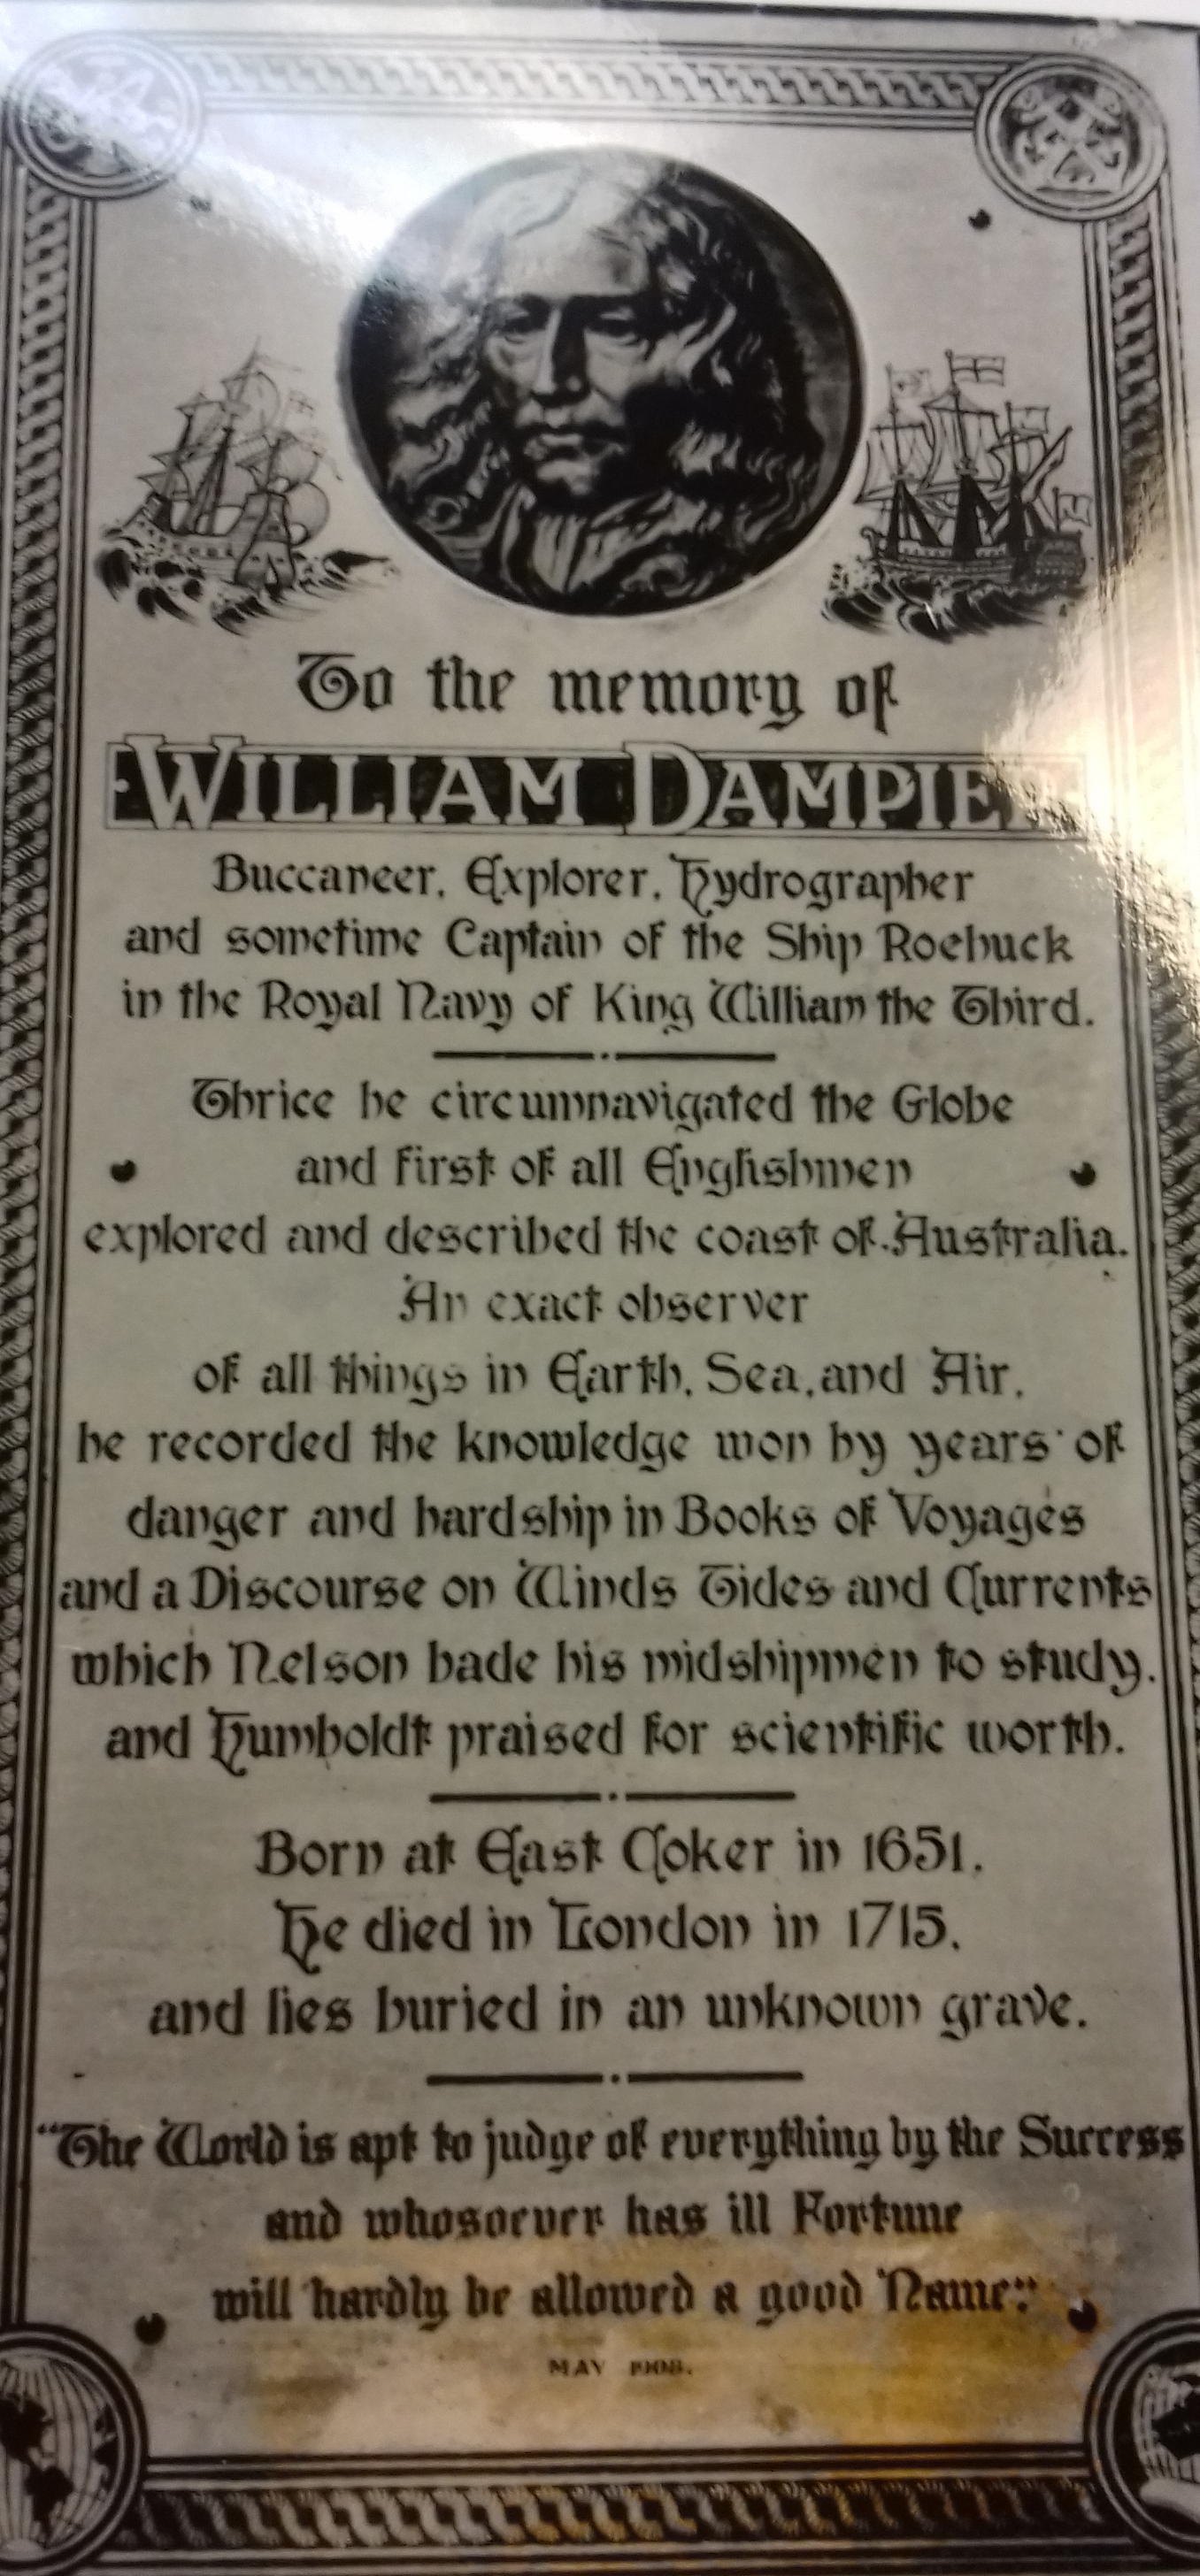 To the memory of
WILLIAM DAMPIER
Buccaneer, Explorer, Hydrographer
and sometime Captain of the Ship Roebuck
in the Royal Navy of King William the Third.
Thrice he circumnavigated the Globe
and first of all Englishmen
explored and described the coast of Australia.
An exact observer
of all things in Earth, Sea, and Air,
he recorded the knowledge won by years of
danger and hardship in Books of Voyages
and a Discourse on Winds Tides and Currents
which Nelson bade his midshipmen to study,
and Humboldt praised for scientific worth.
Born at East Coker in 1651.
He died in London in 1715,
and lies buried in an unknown grave.
"The World is apt to judge of everything by the Success
and whosoever has ill Fortune
will hardly be allowed a good Name."
MAY 1908.